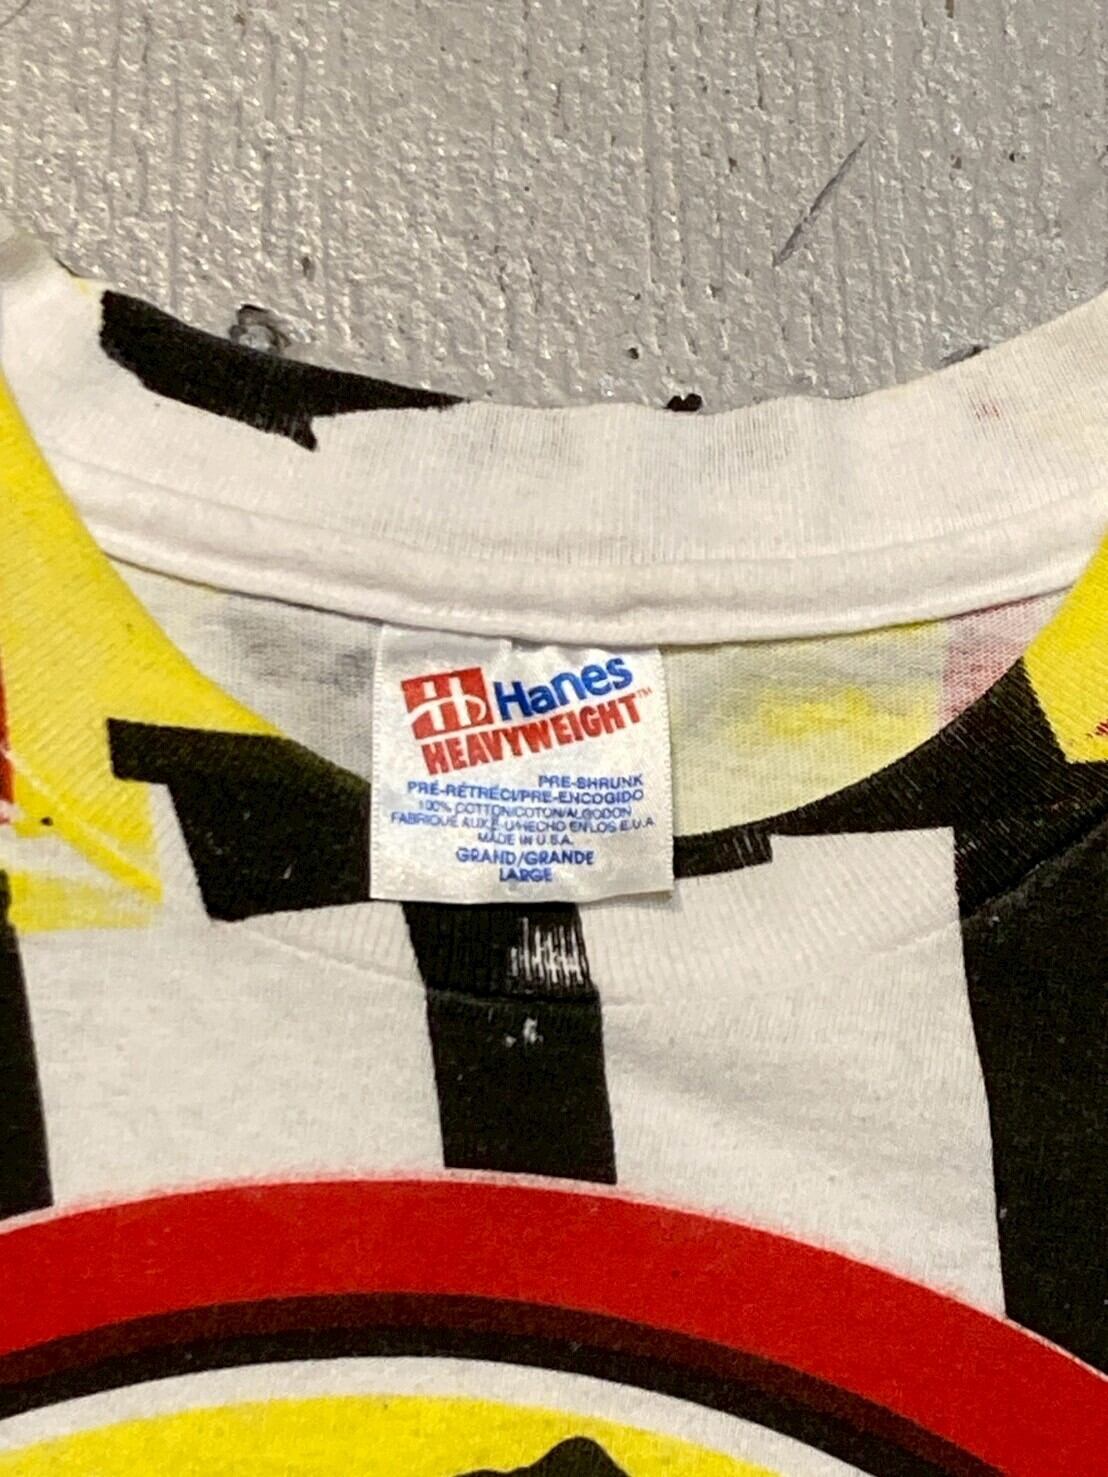 Hanes
HEAVYWEIGHT™
PRE-SHRUNK
PRÉ-RÉTRÉCI/PRE-ENCOGIDO
100% COTTON/COTON/ALGODON
FABRIQUÉ AUX É.-U/HECHO EN LOS E.U.A.
MADE IN U.S.A.
GRAND/GRANDE
LARGE